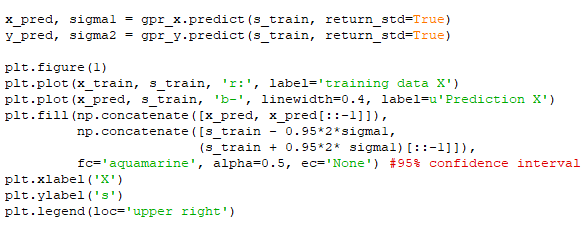 x_pred, sigma1 = gpr_x.predict(s_train, return_std=True)
y_pred, sigma2 = gpr_y.predict(s_train, return_std=True)

plt.figure(1)
plt.plot(x_train, s_train, 'r:', label='training data X')
plt.plot(x_pred, s_train, 'b-', linewidth=0.4, label=u'Prediction X')
plt.fill(np.concatenate([x_pred, x_pred[::-1]]),
         np.concatenate([s_train - 0.95*2*sigma1,
                         (s_train + 0.95*2* sigma1)[::-1]]),
         fc='aquamarine', alpha=0.5, ec='None') #95% confidence interval
plt.xlabel('X')
plt.ylabel('s')
plt.legend(loc='upper right')